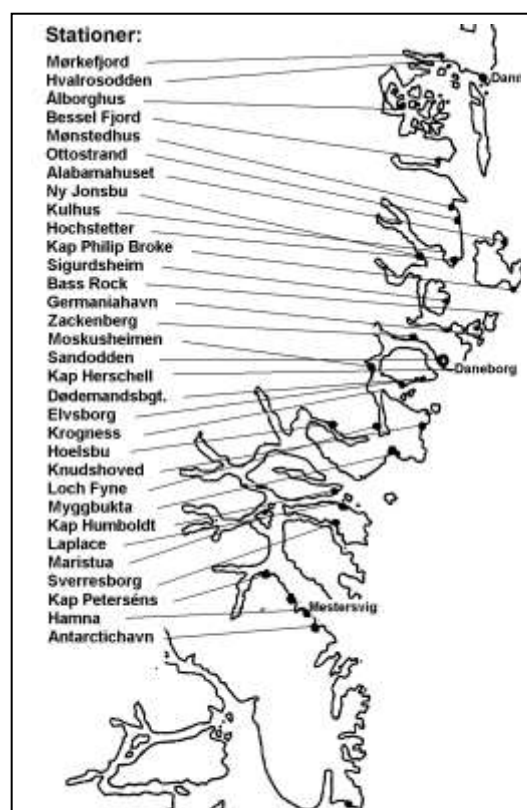 Stationer:
Mørkefjord
Hvalrosodden
Ålborghus
Bessel Fjord
Mønstedhus
Ottostrand
Alabamahuset
Ny Jonsbu
Kulhus
Hochstetter
Kap Philip Broke
Sigurdsheim
Bass Rock
Germaniahavn
Zackenberg
Moskusheimen
Sandodden
Kap Herschell
Dødemandsbgt.
Elvsborg
Krogness
Hoelsbu
Knudshoved
Loch Fyne
Myggbukta
Kap Humboldt
Laplace
Maristua
Sverresborg
Kap Peterséns
Hamna
Antarctichavn
Dann
Daneborg
Mestersvig